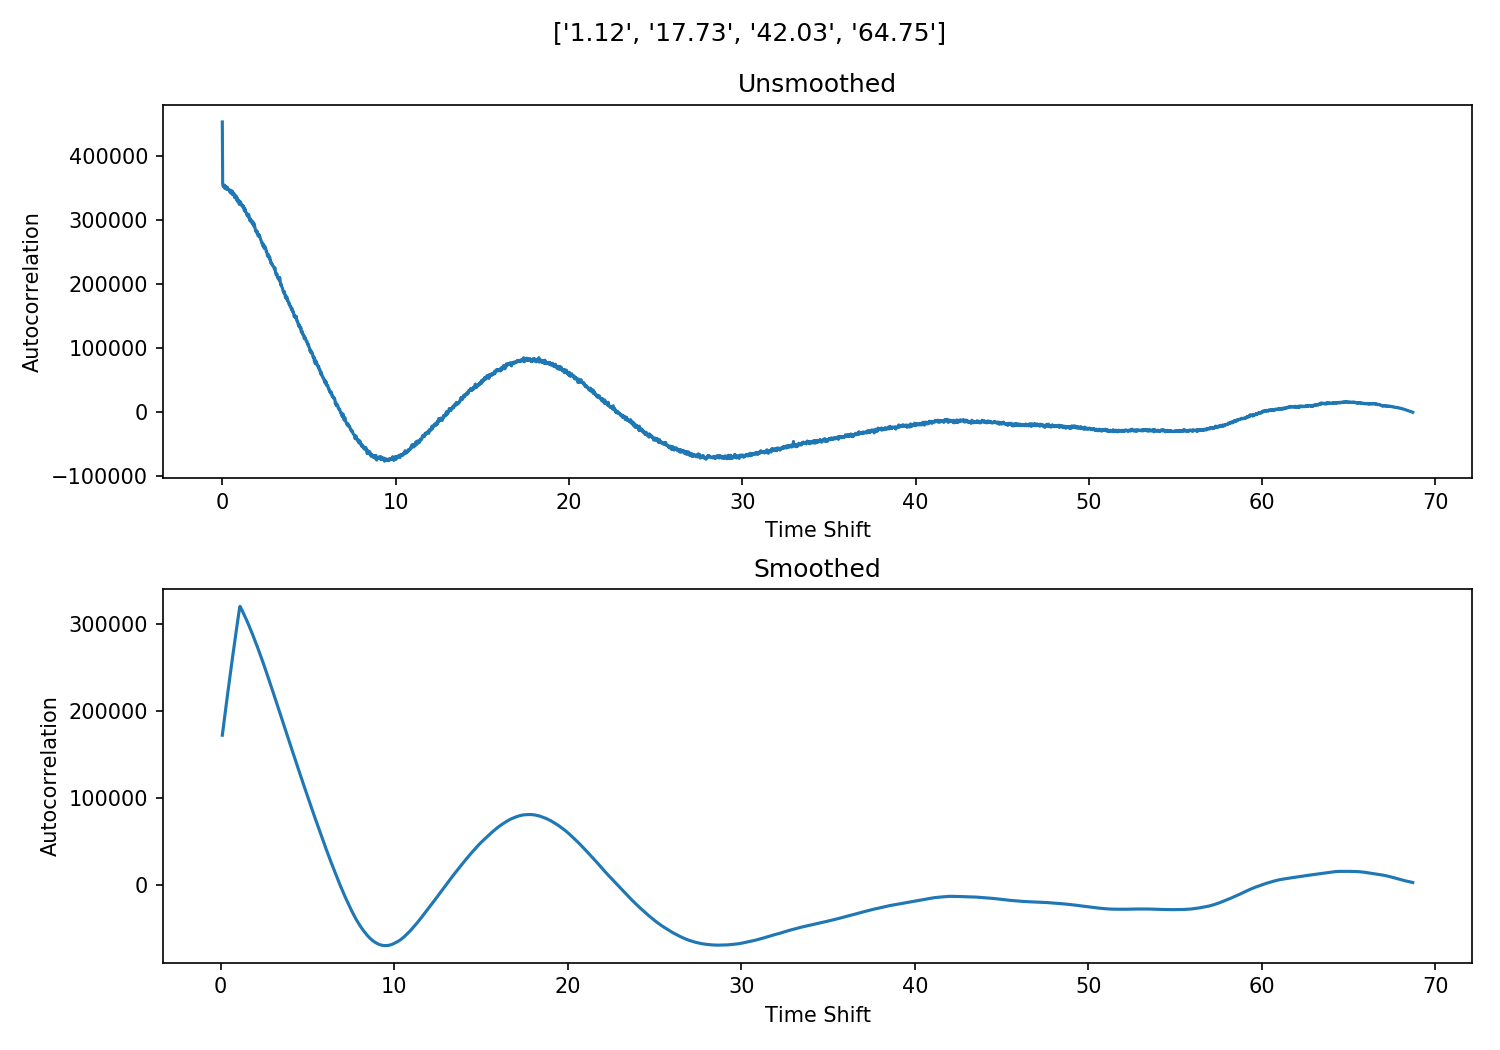 ['1.12', '17.73', '42.03', '64.75']
Unsmoothed
Autocorrelation
400000
300000
200000
100000
0
−100000
0 10 20 30 40 50 60 70
Time Shift
Smoothed
Autocorrelation
300000
200000
100000
0
0 10 20 30 40 50 60 70
Time Shift